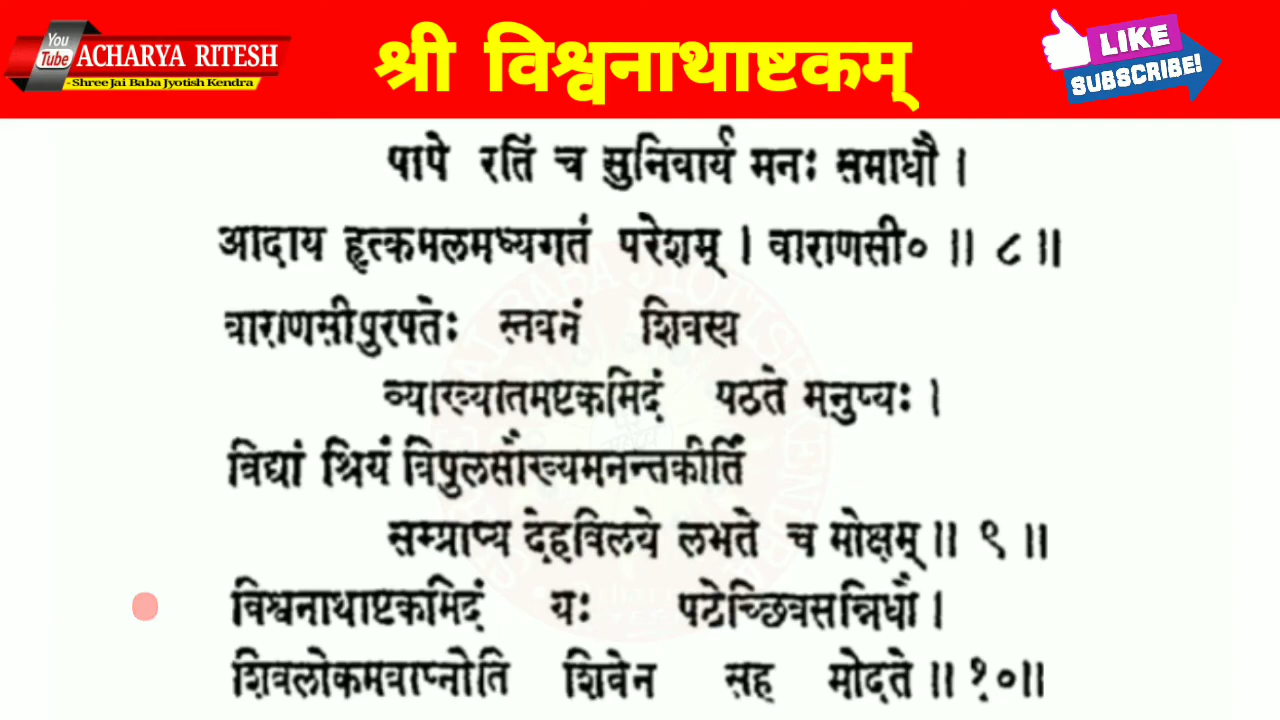 You Tube
ACHARYA RITESH
- Shree Jai Baba Jyotish Kendra
श्री विश्वनाथाष्टकम्
LIKE
SUBSCRIBE!
पापे रतिं च सुनिवार्य मनः समाधौ ।
आदाय हृत्कमलमध्यगतं परेशम् । वाराणसी० ॥ ८ ॥
वाराणसीपुरपतेः स्तवनं शिवस्य
व्याख्यातमष्टकमिदं पठते मनुष्यः ।
विद्यां श्रियं विपुलसौख्यमनन्तकीर्तिं
सम्प्राप्य देहविलये लभते च मोक्षम् ॥ ९ ॥
विश्वनाथाष्टकमिदं यः पठेच्छिवसन्निधौ ।
शिवलोकमवाप्नोति शिवेन सह मोदते ॥ १० ॥